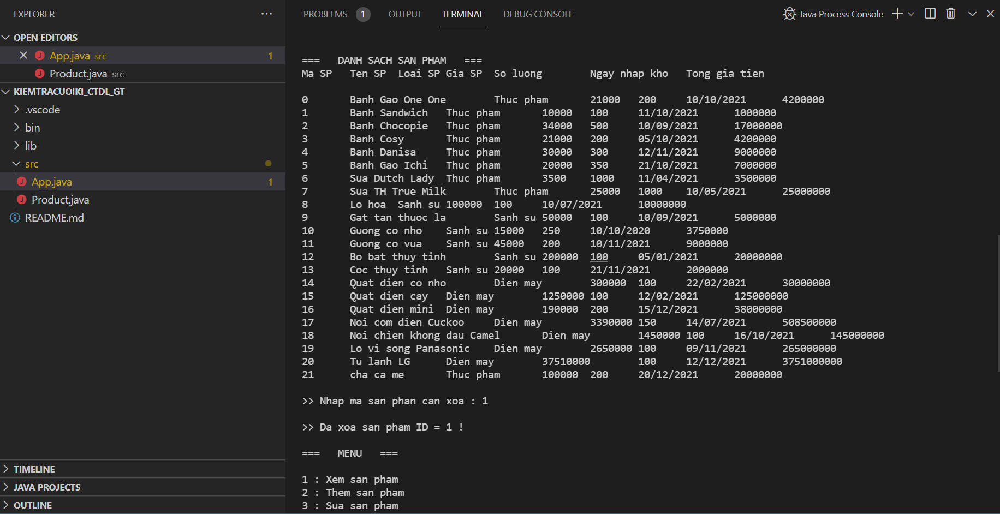 EXPLORER
OPEN EDITORS
App.java src 1
Product.java src
KIEMTRACUOIKI_CTDL_GT
.vscode
bin
lib
src
App.java 1
Product.java
README.md
TIMELINE
JAVA PROJECTS
OUTLINE
PROBLEMS 1 OUTPUT TERMINAL DEBUG CONSOLE Java Process Console
=== DANH SACH SAN PHAM ===
Ma SP Ten SP Loai SP Gia SP So luong Ngay nhap kho Tong gia tien
0 Banh Gao One One Thuc pham 21000 200 10/10/2021 4200000
1 Banh Sandwich Thuc pham 10000 100 11/10/2021 1000000
2 Banh Chocopie Thuc pham 34000 500 10/09/2021 17000000
3 Banh Cosy Thuc pham 21000 200 05/10/2021 4200000
4 Banh Danisa Thuc pham 30000 300 12/11/2021 9000000
5 Banh Gao Ichi Thuc pham 20000 350 21/10/2021 7000000
6 Sua Dutch Lady Thuc pham 3500 1000 11/04/2021 3500000
7 Sua TH True Milk Thuc pham 25000 1000 10/05/2021 25000000
8 Lo hoa Sanh su 100000 100 10/07/2021 10000000
9 Gat tan thuoc la Sanh su 50000 100 10/09/2021 5000000
10 Guong co nho Sanh su 15000 250 10/10/2020 3750000
11 Guong co vua Sanh su 45000 200 10/11/2021 9000000
12 Bo bat thuy tinh Sanh su 200000 100 05/01/2021 20000000
13 Coc thuy tinh Sanh su 20000 100 21/11/2021 2000000
14 Quat dien co nho Dien may 300000 100 22/02/2021 30000000
15 Quat dien cay Dien may 1250000 100 12/02/2021 125000000
16 Quat dien mini Dien may 190000 200 15/12/2021 38000000
17 Noi com dien Cuckoo Dien may 3390000 150 14/07/2021 508500000
18 Noi chien khong dau Camel Dien may 1450000 100 16/10/2021 145000000
19 Lo vi song Panasonic Dien may 2650000 100 09/11/2021 265000000
20 Tu lanh LG Dien may 37510000 100 12/12/2021 3751000000
21 cha ca me Thuc pham 100000 200 20/12/2021 20000000
>> Nhap ma san phan can xoa : 1
>> Da xoa san pham ID = 1 !
=== MENU ===
1 : Xem san pham
2 : Them san pham
3 : Sua san pham